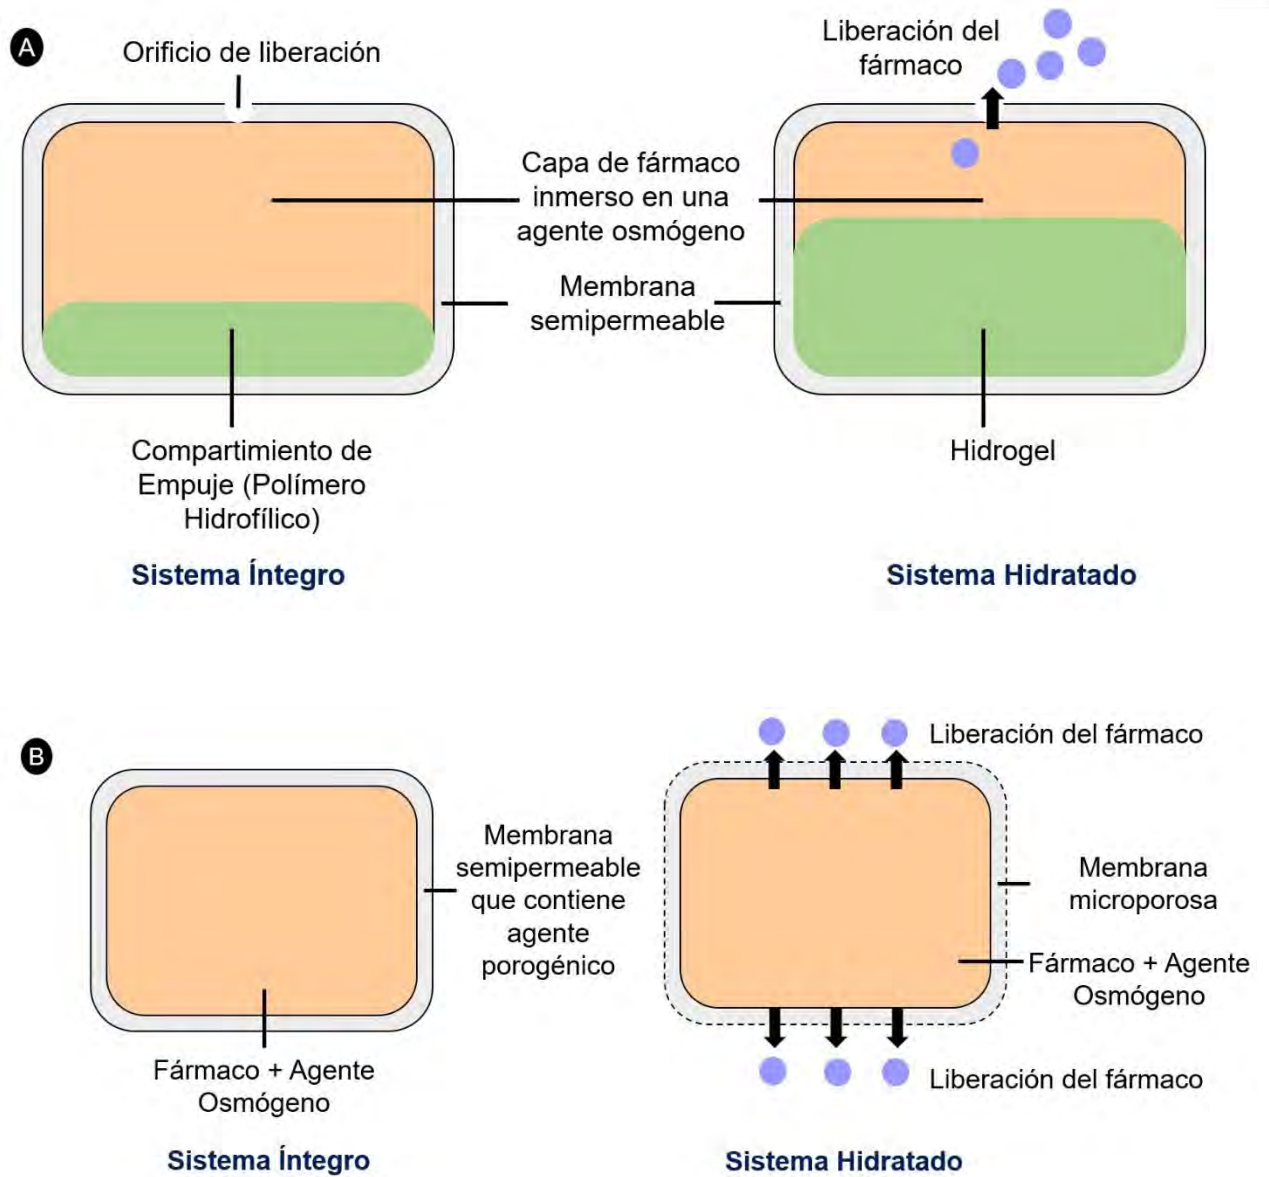 A
Orificio de liberación
Liberación del
fármaco
Capa de fármaco
inmerso en una
agente osmógeno
Membrana
semipermeable
Compartimiento de
Empuje (Polímero
Hidrofílico)
Hidrogel
Sistema Íntegro
Sistema Hidratado
B
Liberación del fármaco
Membrana
semipermeable
que contiene
agente
porogénico
Membrana
microporosa
Fármaco + Agente
Osmógeno
Fármaco + Agente
Osmógeno
Liberación del fármaco
Sistema Íntegro
Sistema Hidratado